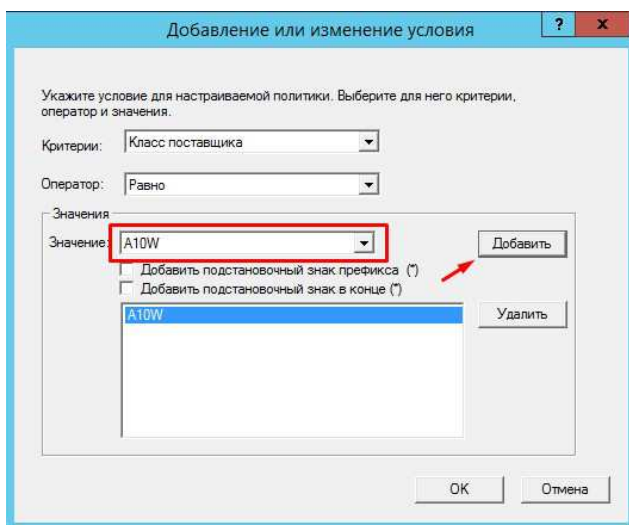 Добавление или изменение условия
?
x
Укажите условие для настраиваемой политики. Выберите для него критерии,
оператор и значения.
Критерии: Класс поставщика
Оператор: Равно
Значения
Значение: A10W Добавить
Добавить подстановочный знак префикса (*)
Добавить подстановочный знак в конце (*)
A10W
Удалить
OK Отмена